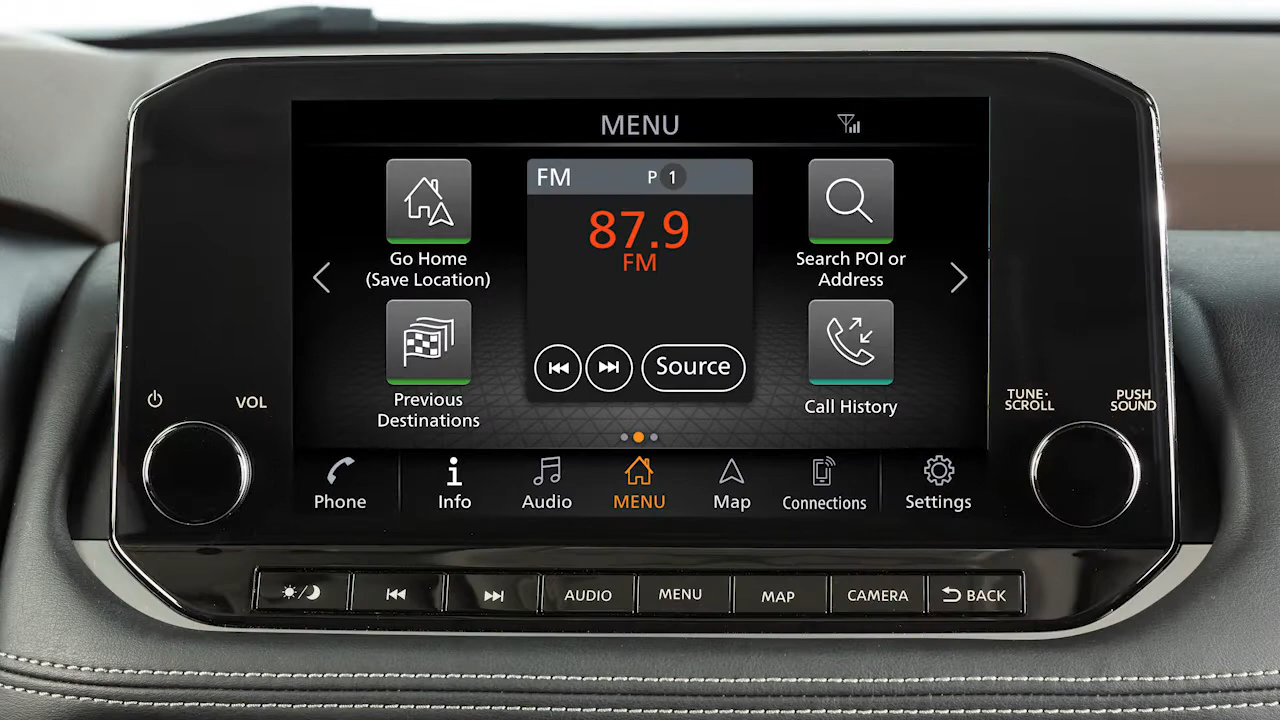 MENU
FM P 1
87.9
FM
Go Home
(Save Location)
Search POI or
Address
Source
Previous
Destinations
Call History
VOL
TUNE·
SCROLL
PUSH
SOUND
Phone
Info
Audio
MENU
Map
Connections
Settings
AUDIO
MENU
MAP
CAMERA
BACK